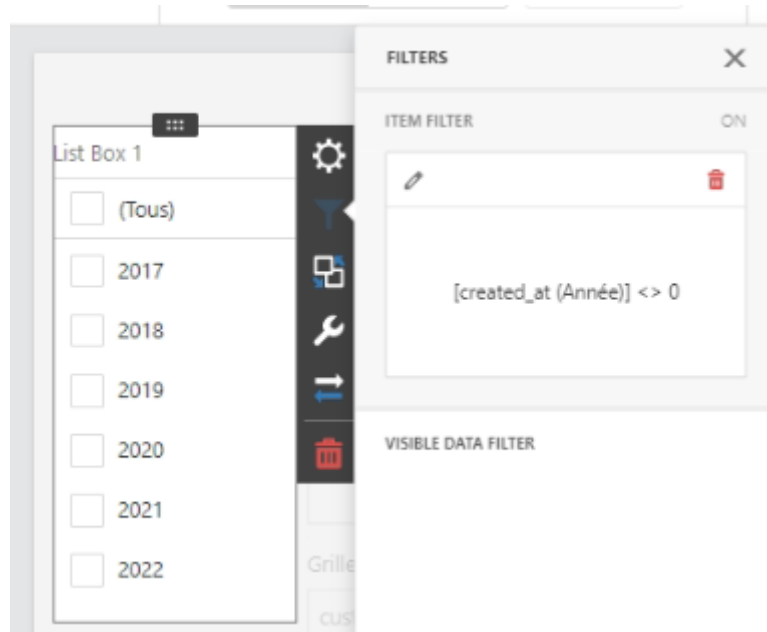 FILTERS
List Box 1
(Tous)
2017
2018
2019
2020
2021
2022
ITEM FILTER ON
[created_at (Année)] <> 0
VISIBLE DATA FILTER
Grille
cust